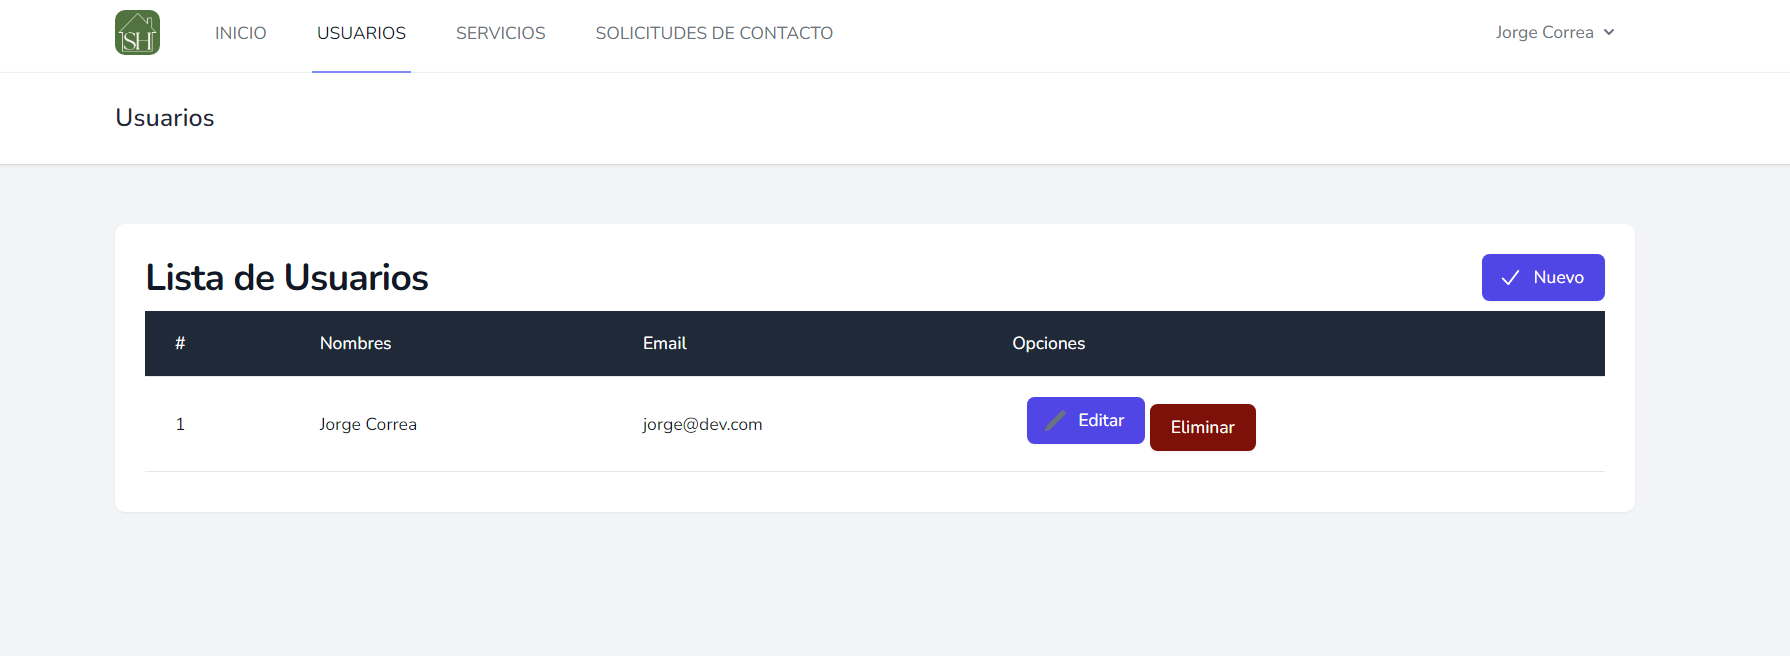 SH
INICIO USUARIOS SERVICIOS SOLICITUDES DE CONTACTO Jorge Correa
Usuarios
Lista de Usuarios Nuevo
# Nombres Email Opciones
1 Jorge Correa jorge@dev.com Editar Eliminar